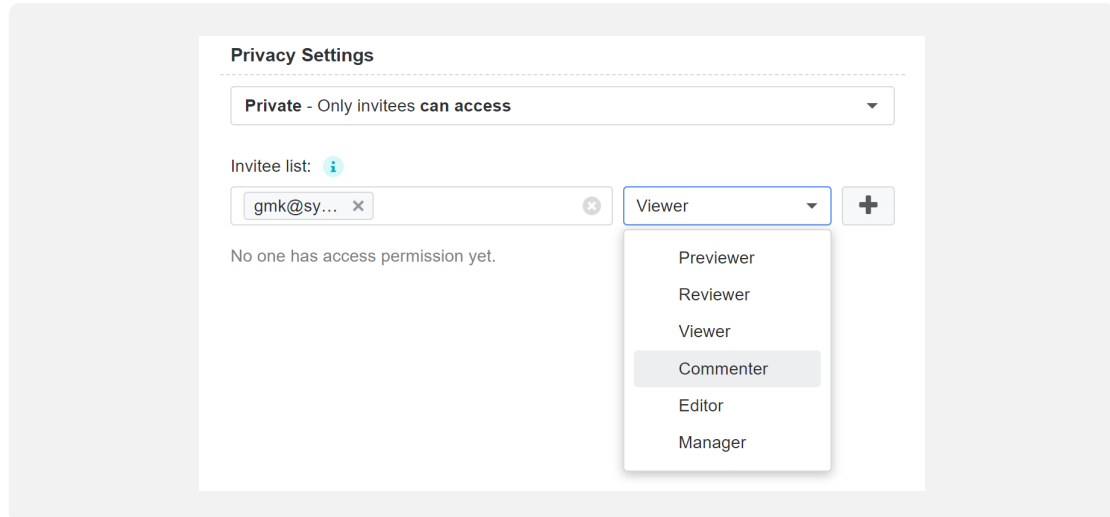 Privacy Settings
Private - Only invitees can access
Invitee list: i
gmk@sy... Viewer
No one has access permission yet.
Previewer
Reviewer
Viewer
Commenter
Editor
Manager